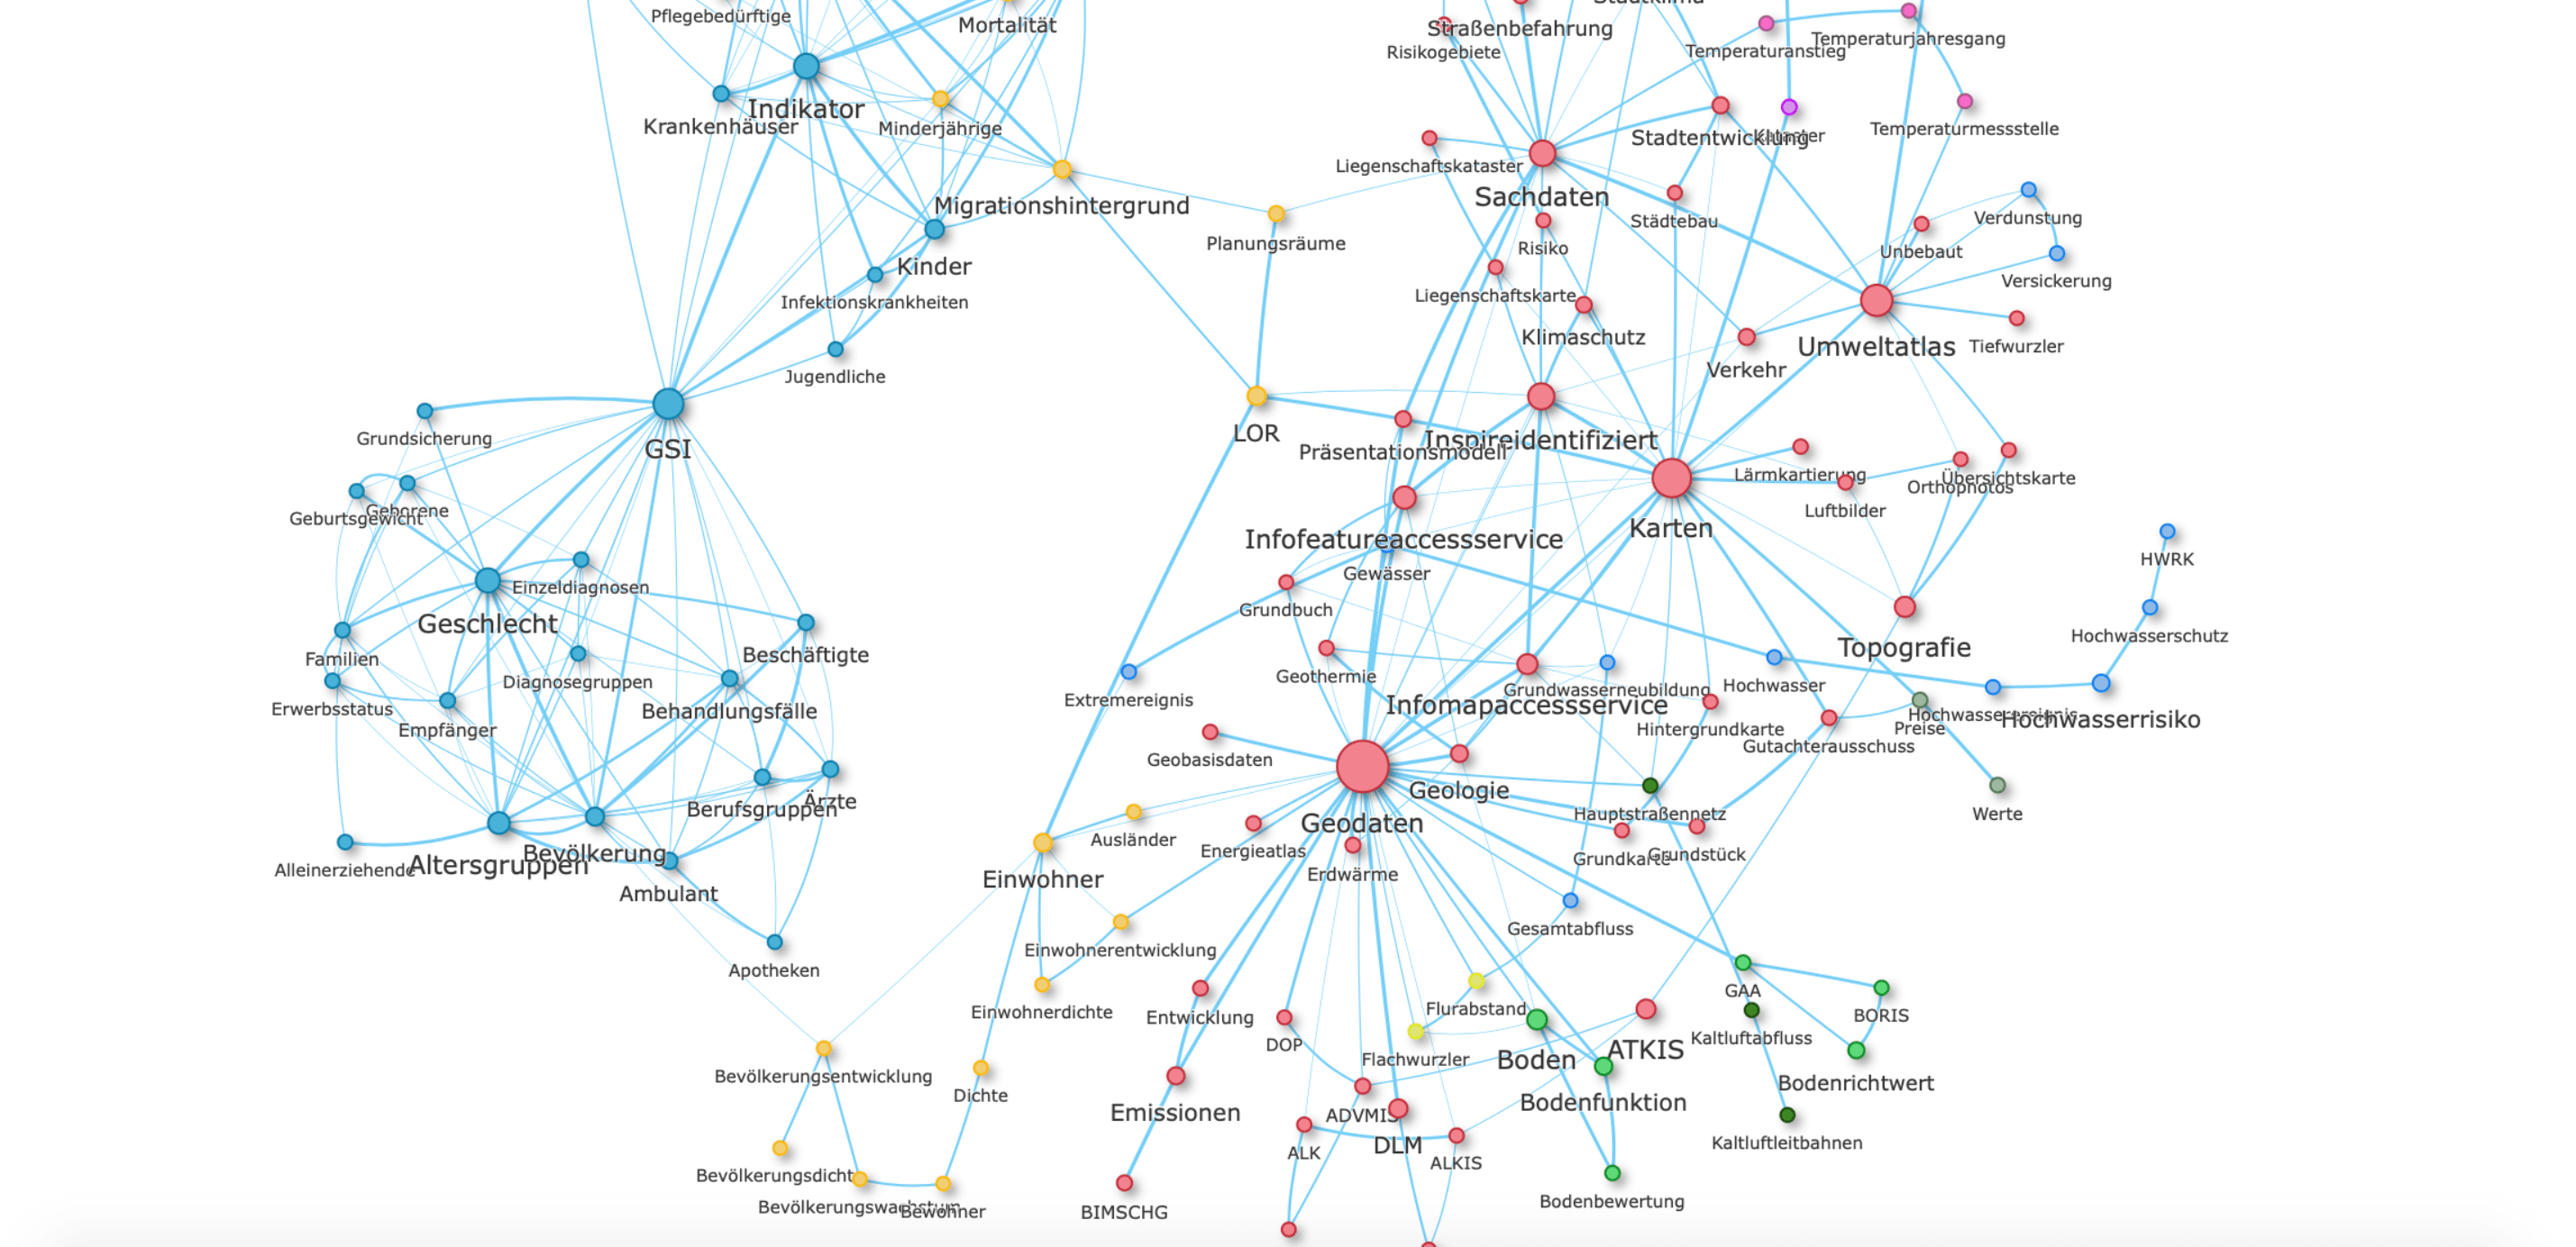 Pflegebedürftige
Mortalität
Straßenbefahrung
Risikogebiete
Temperaturanstieg
Temperaturjahresgang
Indikator
Krankenhäuser
Minderjährige
Liegenschaftskataster
Stadtentwicklung
Temperaturmessstelle
Migrationshintergrund
Sachdaten
Städtebau
Verdunstung
Planungsräume
Risiko
Unbebaut
Kinder
Versickerung
Infektionskrankheiten
Liegenschaftskarte
Klimaschutz
Umweltatlas
Tiefwurzler
Jugendliche
Verkehr
Grundsicherung
LOR
GSI
Präsentationsmodell
Inspireidentifiziert
Lärmkartierung
Übersichtskarte
Orthophotos
Geburtsgewicht
Geborene
Luftbilder
Karten
Infofeatureaccessservice
HWRK
Einzeldiagnosen
Gewässer
Geschlecht
Grundbuch
Hochwasserschutz
Familien
Beschäftigte
Topografie
Diagnosegruppen
Geothermie
Extremereignis
Grundwasserneubildung
Hochwasser
Erwerbsstatus
Behandlungsfälle
Infomapaccessservice
Hochwasserereignis
Hochwasserrisiko
Empfänger
Hintergrundkarte
Preise
Gutachterausschuss
Geobasisdaten
Geologie
Berufsgruppen
Ärzte
Hauptstraßennetz
Werte
Geodaten
Ausländer
Energieatlas
Grundkarte
Grundstück
Alleinerziehende
Altersgruppen
Bevölkerung
Ambulant
Einwohner
Erdwärme
Einwohnerentwicklung
Gesamtabfluss
Apotheken
GAA
Einwohnerdichte
Entwicklung
Flurabstand
BORIS
DOP
Kaltluftabfluss
Bevölkerungsentwicklung
Flachwurzler
Boden
ATKIS
Dichte
Bodenrichtwert
Emissionen
ADVMIS
Bodenfunktion
DLM
Kaltluftleitbahnen
ALK
ALKIS
Bevölkerungsdicht
Bevölkerungswachstum
Bewohner
BIMSCHG
Bodenbewertung